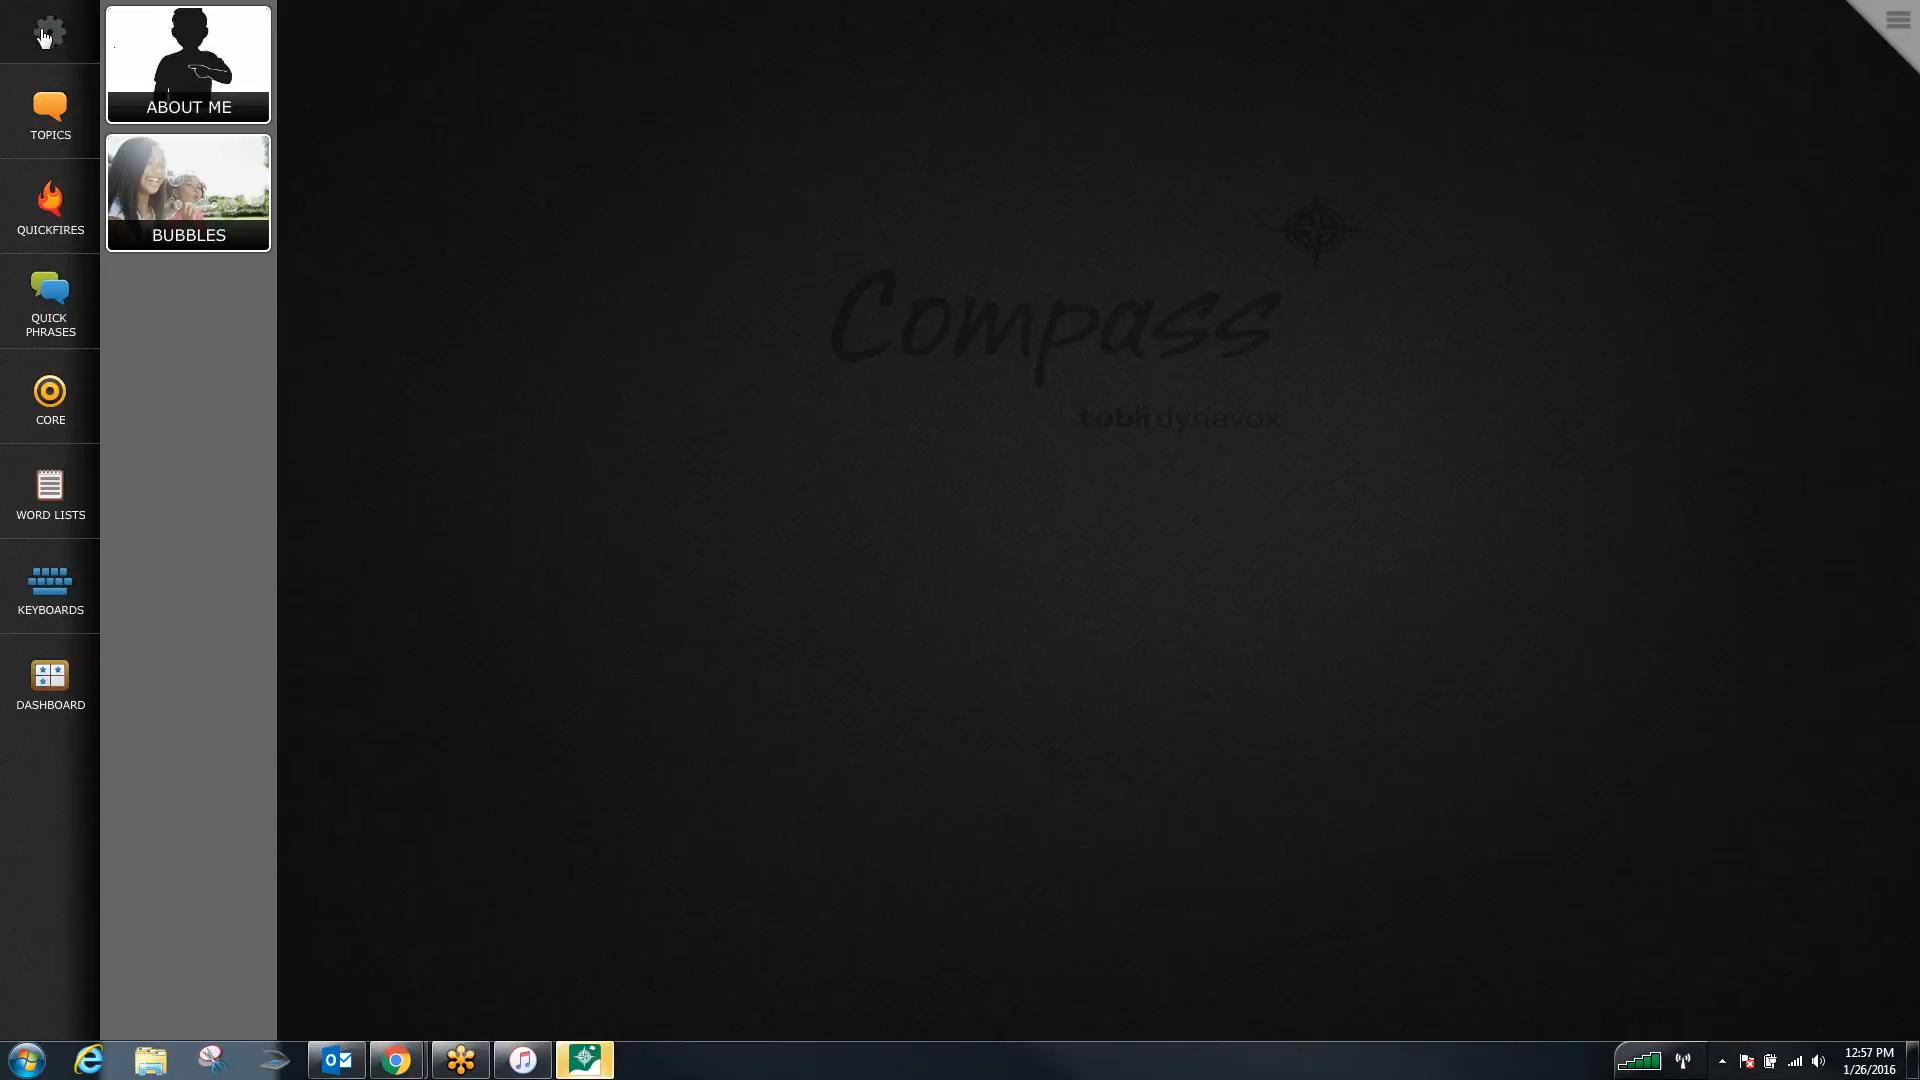 ABOUT ME
TOPICS
QUICKFIRES
BUBBLES
QUICK
PHRASES
CORE
WORD LISTS
KEYBOARDS
DASHBOARD
Compass
tobii dynavox
12:57 PM
1/26/2016